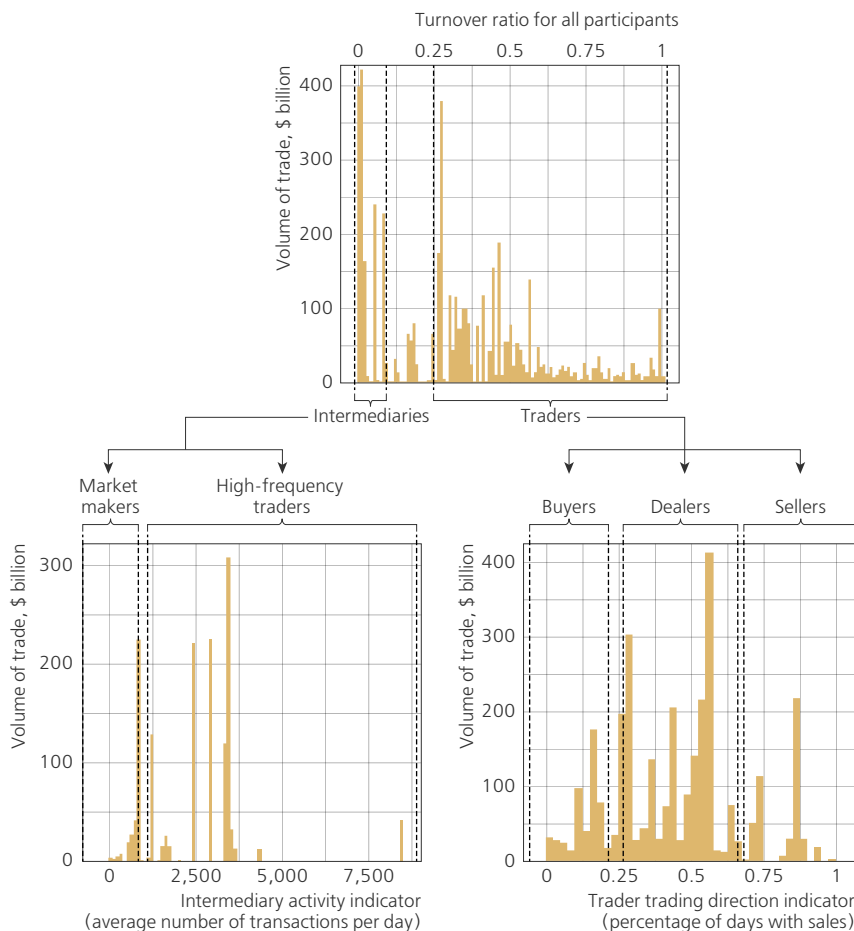 Turnover ratio for all participants
0 0.25 0.5 0.75 1
Volume of trade, $ billion
400
300
200
100
0
Intermediaries Traders
Market makers
High-frequency traders
Buyers Dealers Sellers
Volume of trade, $ billion
300
200
100
0
0 2,500 5,000 7,500
Intermediary activity indicator
(average number of transactions per day)
Volume of trade, $ billion
400
300
200
100
0
0 0.25 0.5 0.75 1
Trader trading direction indicator
(percentage of days with sales)